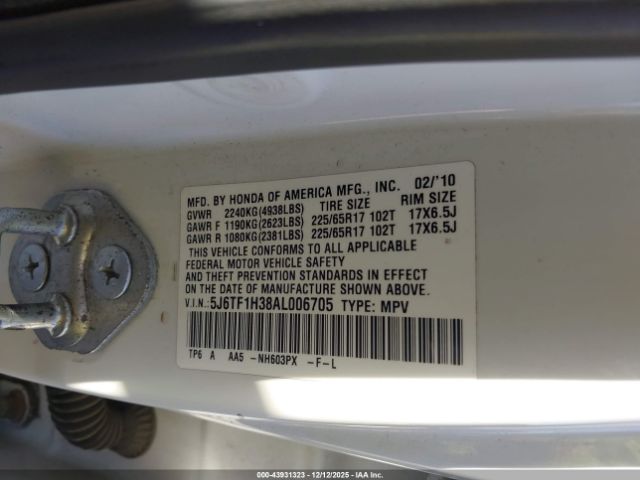 MFD. BY HONDA OF AMERICA MFG., INC. 02/'10
GVWR 2240KG(4938LBS) TIRE SIZE RIM SIZE
GAWR F 1190KG(2623LBS) 225/65R17 102T 17X6.5J
GAWR R 1080KG(2381LBS) 225/65R17 102T 17X6.5J
THIS VEHICLE CONFORMS TO ALL APPLICABLE
FEDERAL MOTOR VEHICLE SAFETY
AND THEFT PREVENTION STANDARDS IN EFFECT
ON THE DATE OF MANUFACTURE SHOWN ABOVE.
V.I.N.: 5J6TF1H38AL006705 TYPE: MPV
TP6 A AA5 -NH603PX -F-L
000-43931323 | 12/12/2025 - IAAI.COM